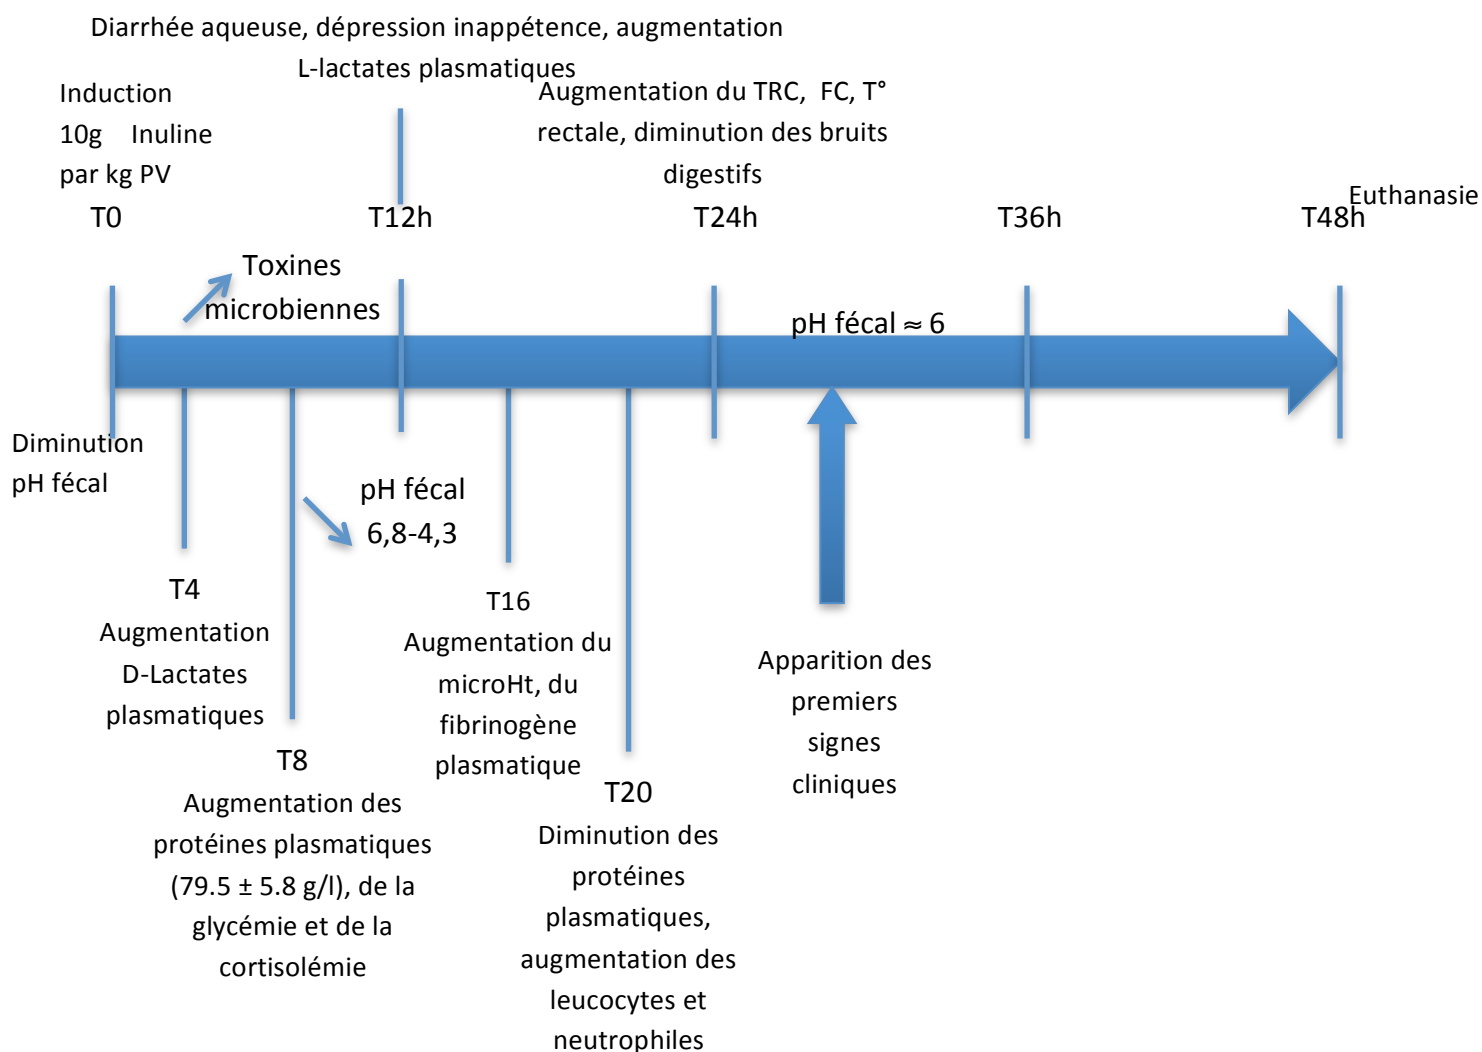 Diarrhée aqueuse, dépression inappétence, augmentation
L-lactates plasmatiques
Induction
10g Inuline
par kg PV
Augmentation du TRC, FC, T°
rectale, diminution des bruits
digestifs
Euthanasie
T0
T12h
T24h
T36h
T48h
Toxines
microbiennes
pH fécal ≈ 6
Diminution
pH fécal
pH fécal
6,8-4,3
T4
Augmentation
D-Lactates
plasmatiques
T8
Augmentation des
protéines plasmatiques
(79.5 ± 5.8 g/l), de la
glycémie et de la
cortisolémie
T16
Augmentation du
microHt, du
fibrinogène
plasmatique
T20
Diminution des
protéines
plasmatiques,
augmentation des
leucocytes et
neutrophiles
Apparition des
premiers
signes
cliniques